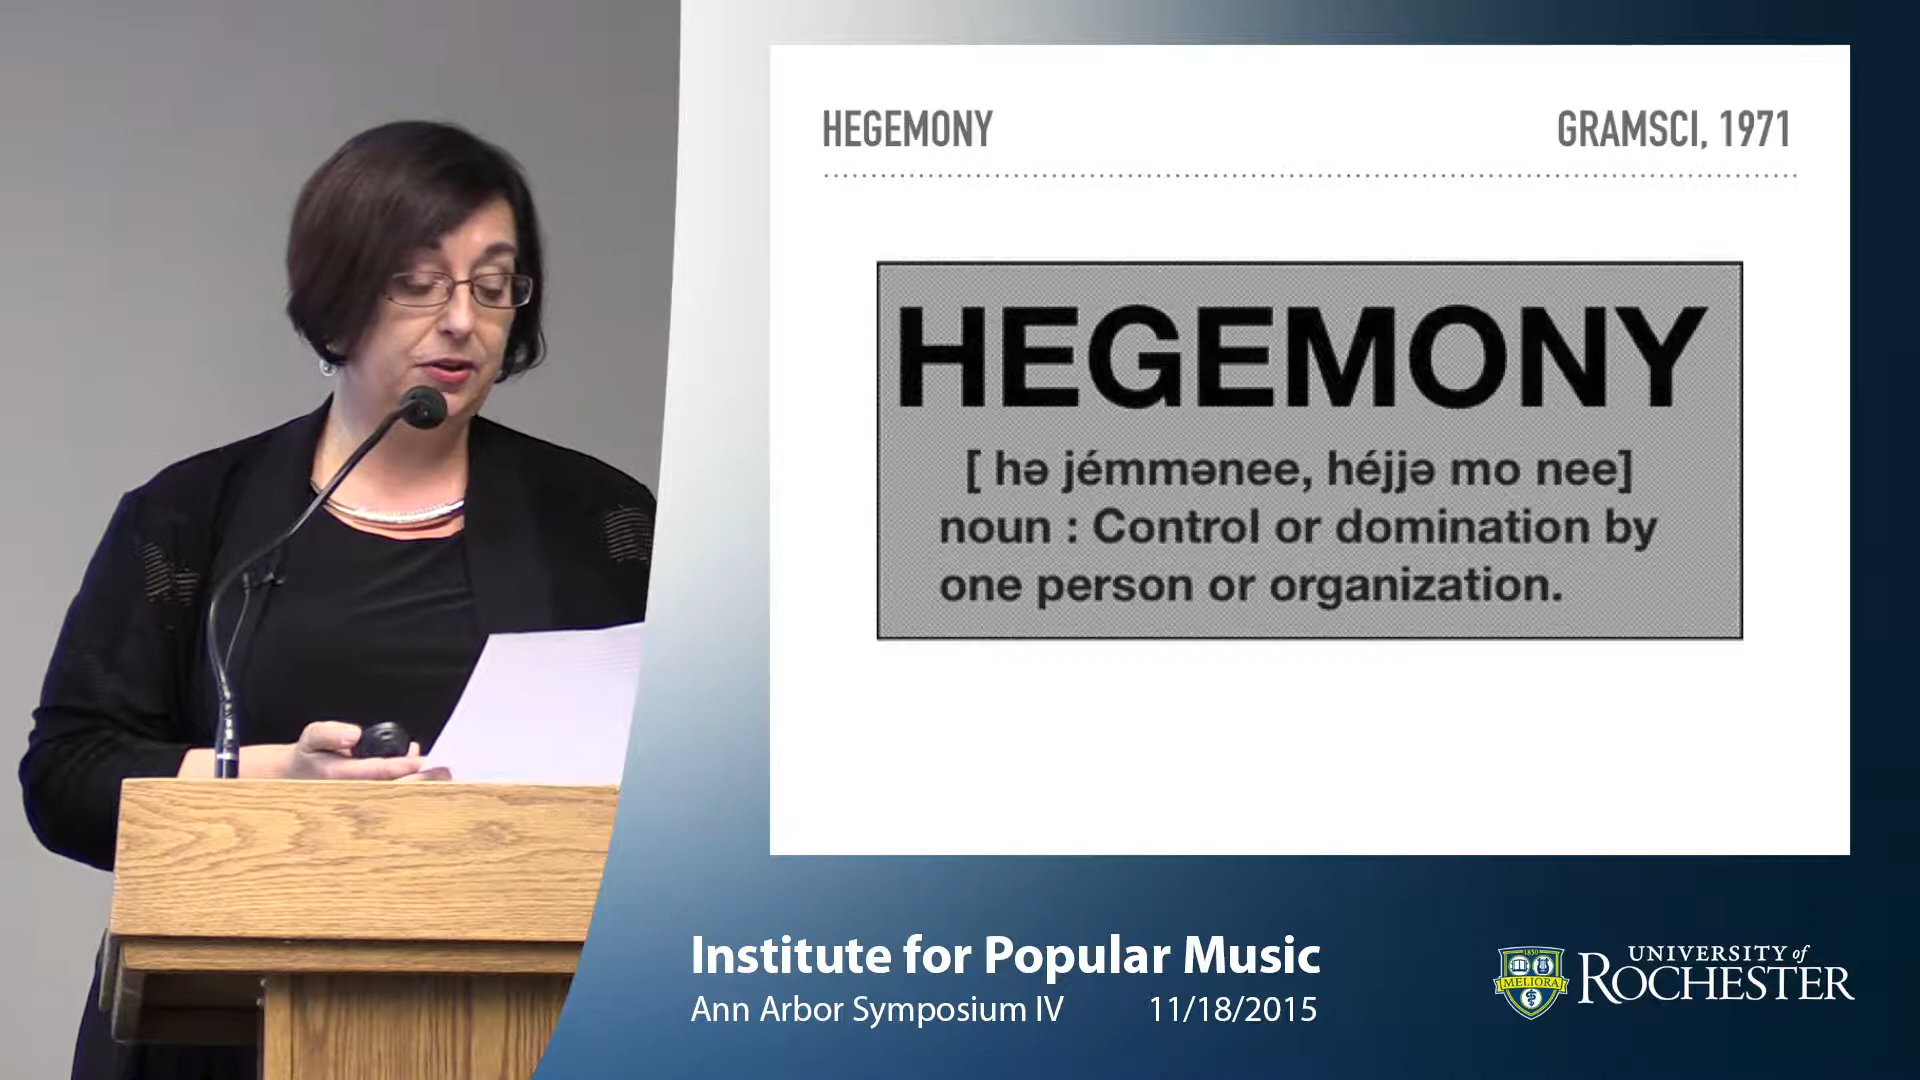 HEGEMONY
GRAMSCI, 1971
HEGEMONY
[ hə jémmənee, héjjə mo nee]
noun : Control or domination by
one person or organization.
Institute for Popular Music
Ann Arbor Symposium IV
11/18/2015
1850
MELIORA
UNIVERSITY of
ROCHESTER